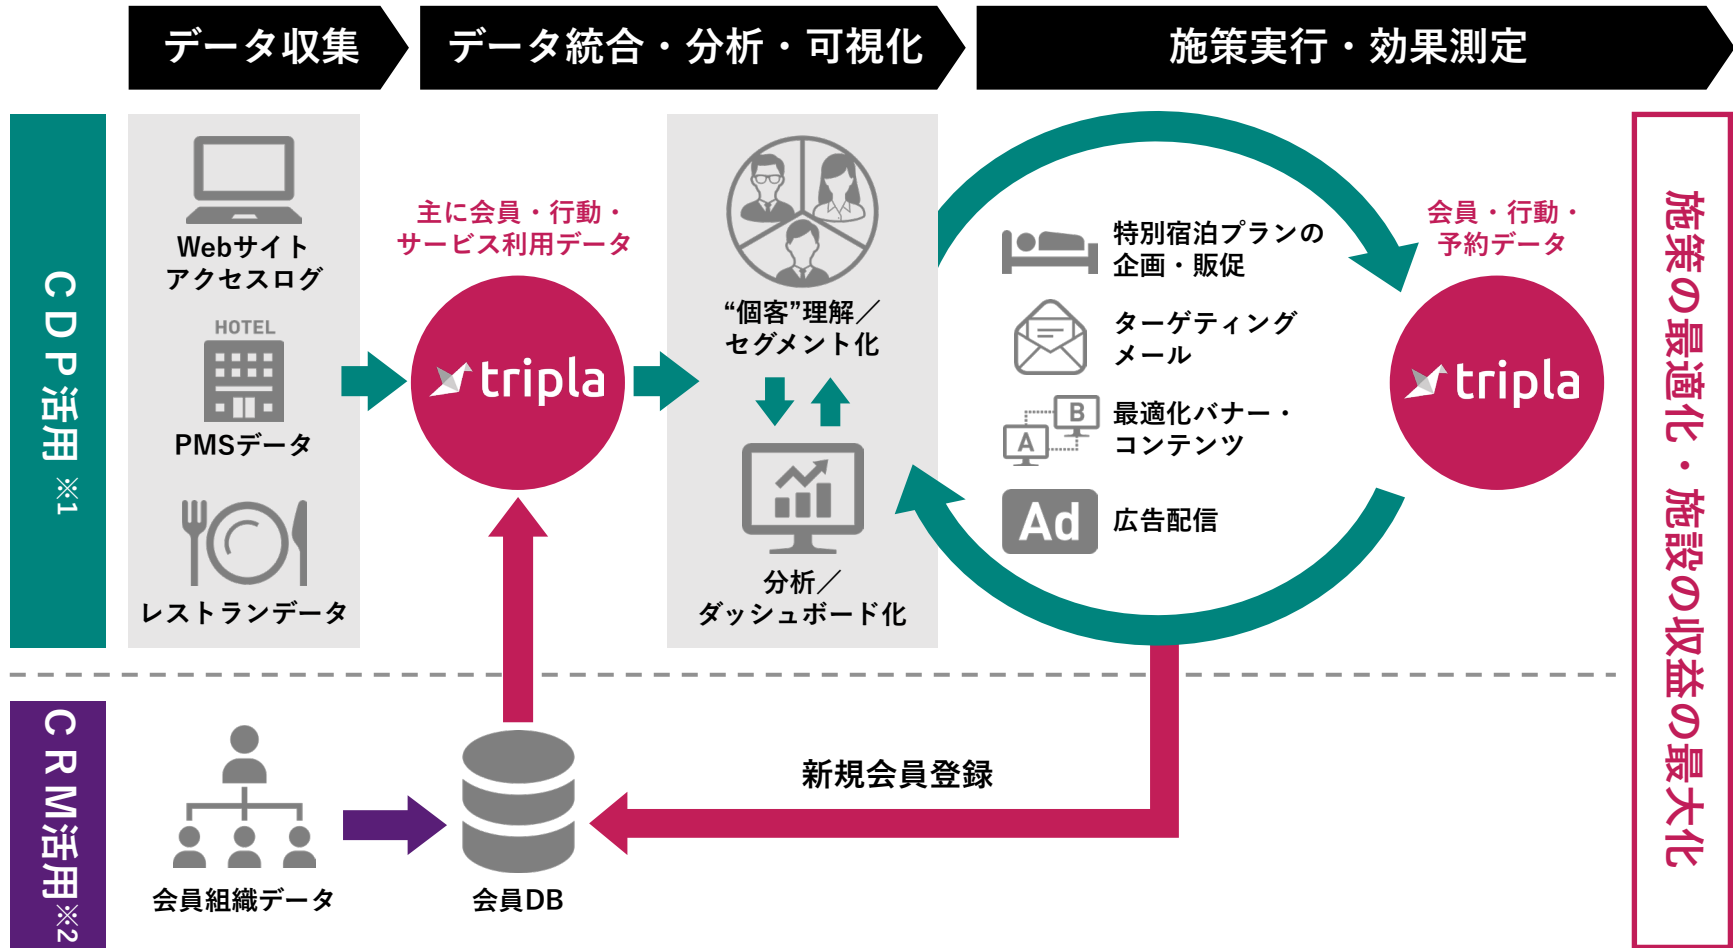 データ収集
データ統合・分析・可視化
施策実行・効果測定
CDP活用 ※1
Webサイト
アクセスログ
HOTEL
PMSデータ
レストランデータ
主に会員・行動・
サービス利用データ
tripla
“個客”理解／
セグメント化
分析／
ダッシュボード化
特別宿泊プランの
企画・販促
ターゲティング
メール
A
B
最適化バナー・
コンテンツ
Ad
広告配信
会員・行動・
予約データ
tripla
施策の最適化・施設の収益の最大化
CRM活用※2
会員組織データ
会員DB
新規会員登録